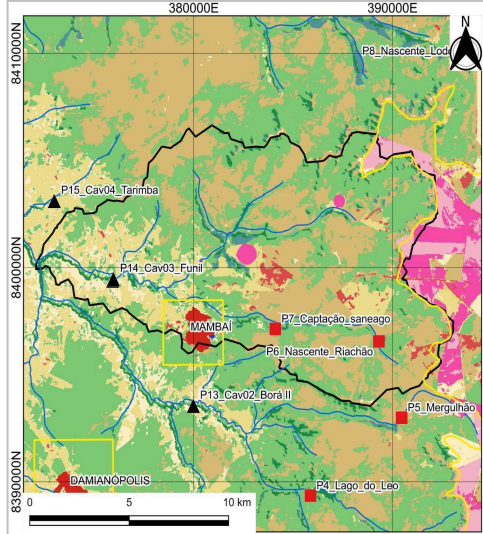 380000E 390000E
N
8410000N
P8_Nascente_Lodo
P15_Cav04_Tarimba
8400000N
P14_Cav03_Funil
MAMBAÍ
P7_Captação_saneago
P6_Nascente_Riachão
P13_Cav02_Borá II
P5_Mergulhão
8390000N
DAMIANÓPOLIS
P4_Lago_do_Leo
0 5 10 km